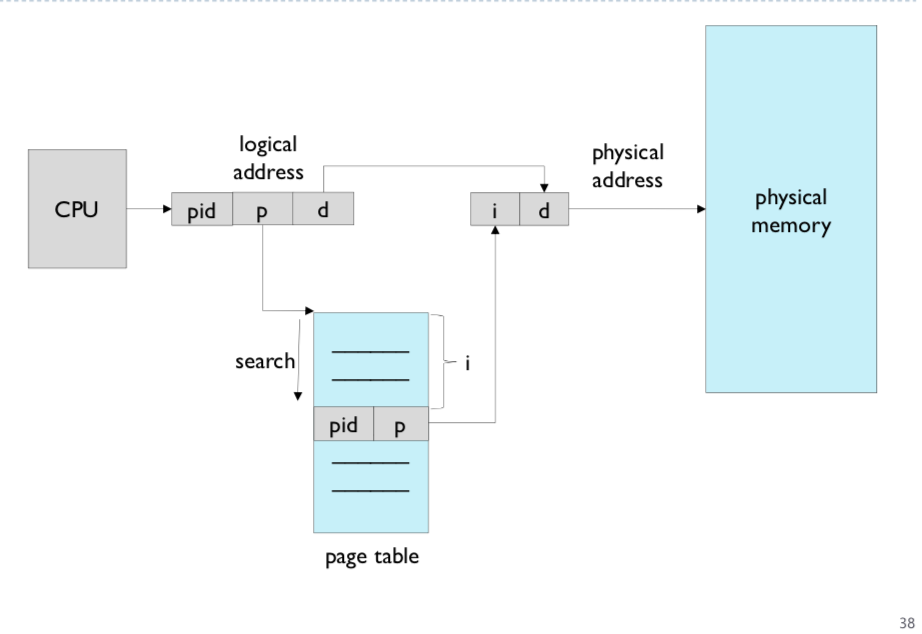 logical
address
physical
address
CPU
pid
p
d
i
d
physical
memory
search
i
pid
p
page table
38